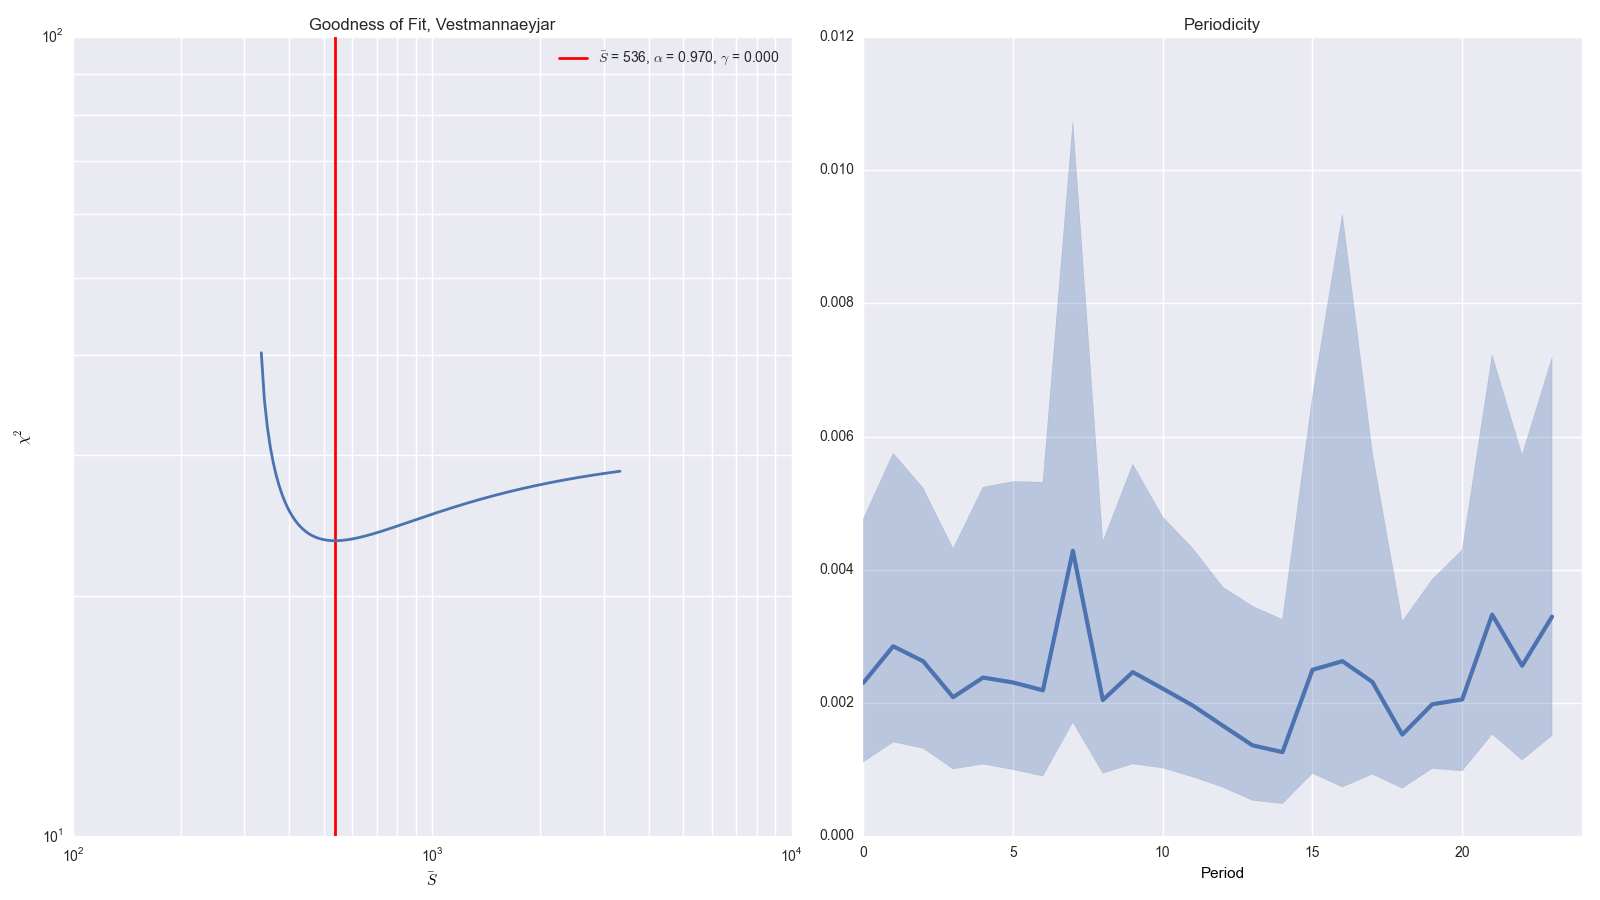 Goodness of Fit, Vestmannaeyjar
10²
S̄ = 536, α = 0.970, γ = 0.000
χ²
10¹
10² 10³ 10⁴
S̄
Periodicity
0.012
0.010
0.008
0.006
0.004
0.002
0.000
0 5 10 15 20
Period